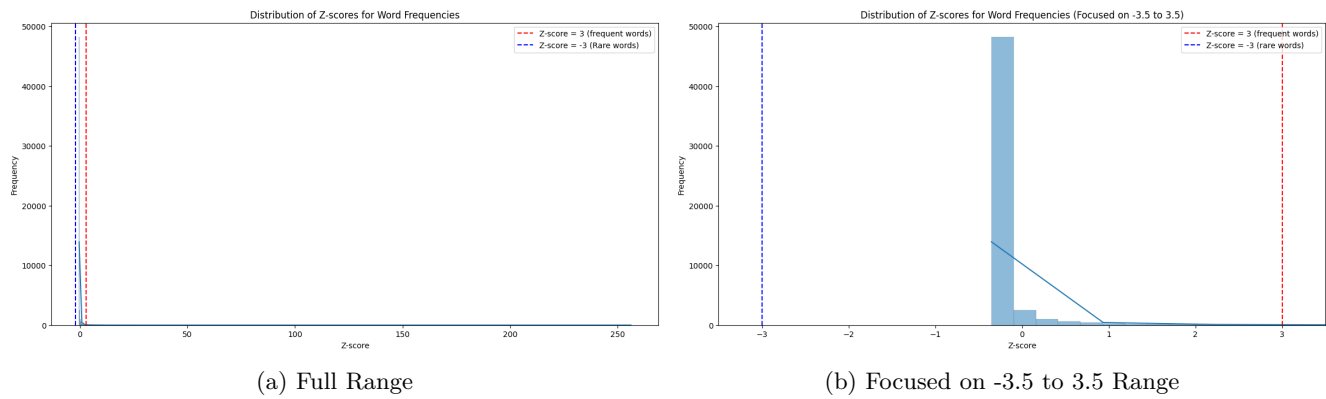 Distribution of Z-scores for Word Frequencies
Z-score = 3 (frequent words)
Z-score = -3 (Rare words)
50000
40000
30000
20000
10000
0
Frequency
0 50 100 150 200 250
Z-score
(a) Full Range
Distribution of Z-scores for Word Frequencies (Focused on -3.5 to 3.5)
Z-score = 3 (frequent words)
Z-score = -3 (rare words)
50000
40000
30000
20000
10000
0
Frequency
−3 −2 −1 0 1 2 3
Z-score
(b) Focused on -3.5 to 3.5 Range